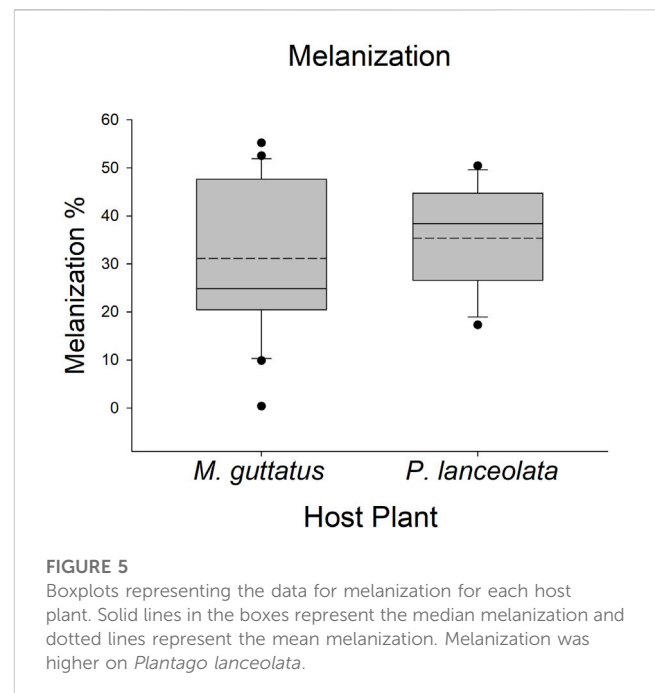 Melanization
60
50
40
30
20
10
0
Melanization %
M. guttatus
P. lanceolata
Host Plant
FIGURE 5
Boxplots representing the data for melanization for each host
plant. Solid lines in the boxes represent the median melanization and
dotted lines represent the mean melanization. Melanization was
higher on Plantago lanceolata.